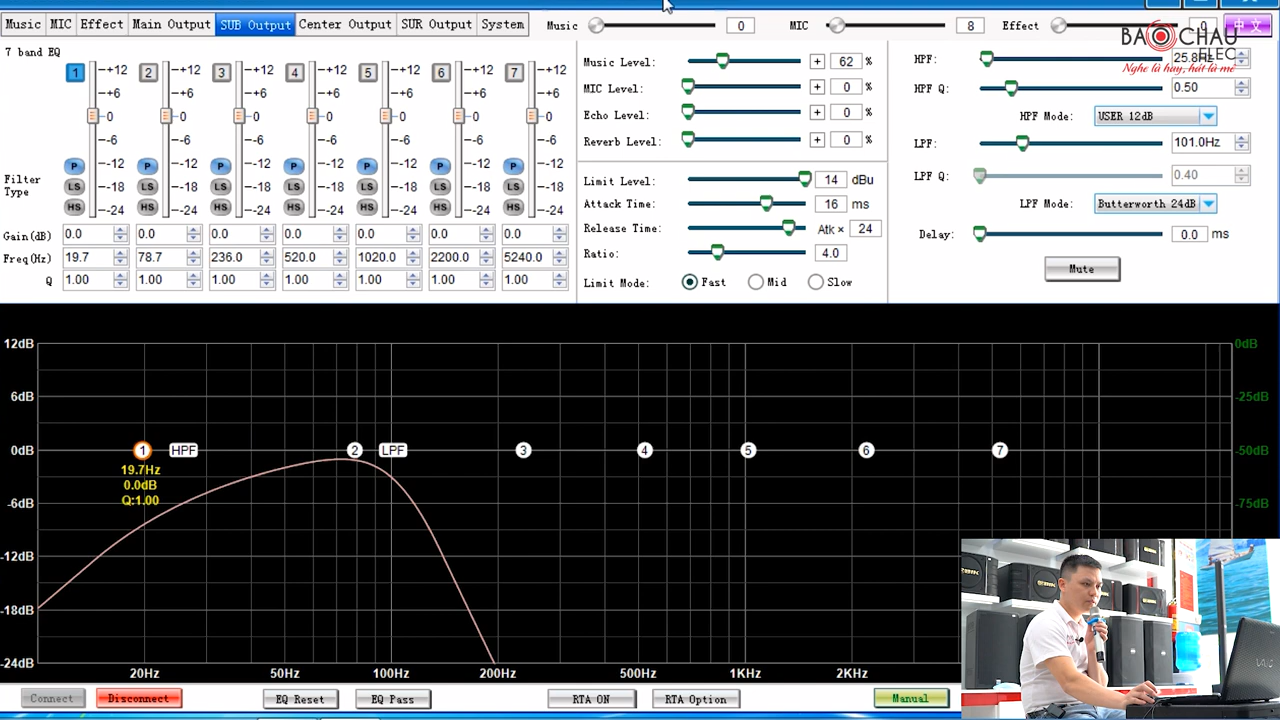 Music MIC Effect Main Output SUB Output Center Output SUR Output System Music 0 MIC 8 Effect 0 中 文
BAO CHAU
ELEC
Nghe là hay, hát là mê
7 band EQ
1 2 3 4 5 6 7
+12 +12 +12 +12 +12 +12 +12
+6 +6 +6 +6 +6 +6 +6
0 0 0 0 0 0 0
-6 -6 -6 -6 -6 -6 -6
-12 -12 -12 -12 -12 -12 -12
-18 -18 -18 -18 -18 -18 -18
-24 -24 -24 -24 -24 -24 -24
Filter
Type
P P P P P P P
LS LS LS LS LS LS LS
HS HS HS HS HS HS HS
Gain(dB) 0.0 0.0 0.0 0.0 0.0 0.0 0.0
Freq(Hz) 19.7 78.7 236.0 520.0 1020.0 2200.0 5240.0
Q 1.00 1.00 1.00 1.00 1.00 1.00 1.00
Music Level: + 62 %
MIC Level: + 0 %
Echo Level: + 0 %
Reverb Level: + 0 %
Limit Level: 14 dBu
Attack Time: 16 ms
Release Time: Atk × 24
Ratio: 4.0
Limit Mode: Fast Mid Slow
HPF: 25.8Hz
HPF Q: 0.50
HPF Mode: USER 12dB
LPF: 101.0Hz
LPF Q: 0.40
LPF Mode: Butterworth 24dB
Delay: 0.0 ms
Mute
12dB 0dB
6dB -25dB
0dB 1 HPF 2 LPF 3 4 5 6 7 -50dB
19.7Hz
0.0dB
Q:1.00
-6dB -75dB
-12dB
-18dB
-24dB
20Hz 50Hz 100Hz 200Hz 500Hz 1KHz 2KHz
Connect Disconnect EQ Reset EQ Pass RTA ON RTA Option Manual